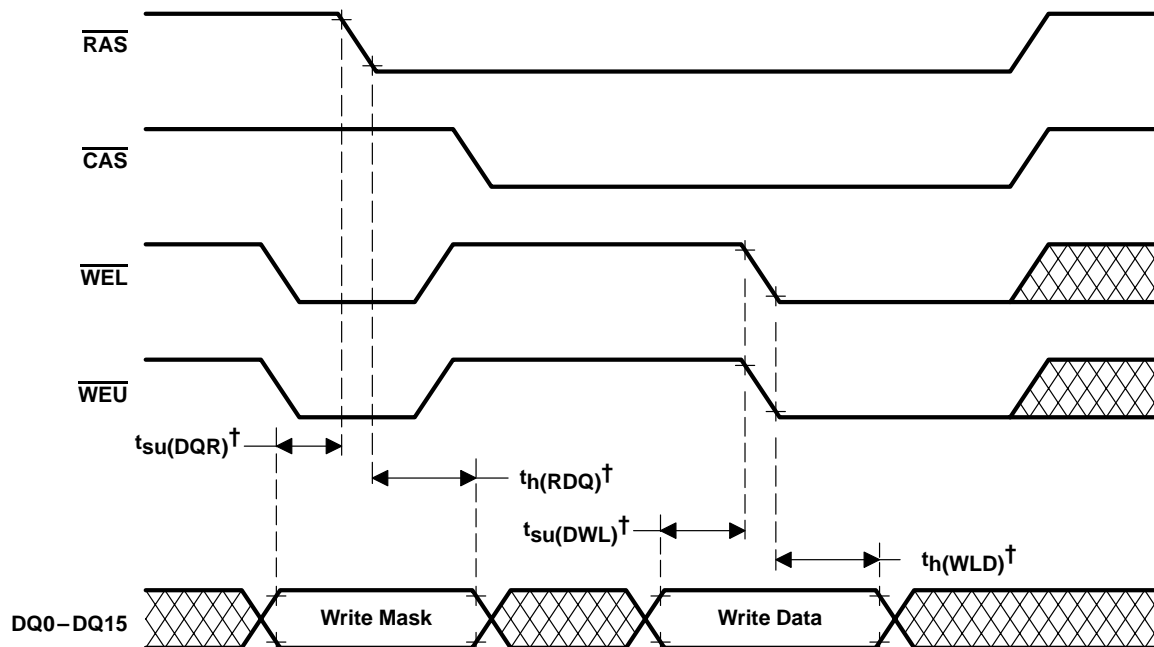 RAS
CAS
WEL
WEU
tsu(DQR)†
th(RDQ)†
tsu(DWL)†
th(WLD)†
DQ0–DQ15
Write Mask
Write Data